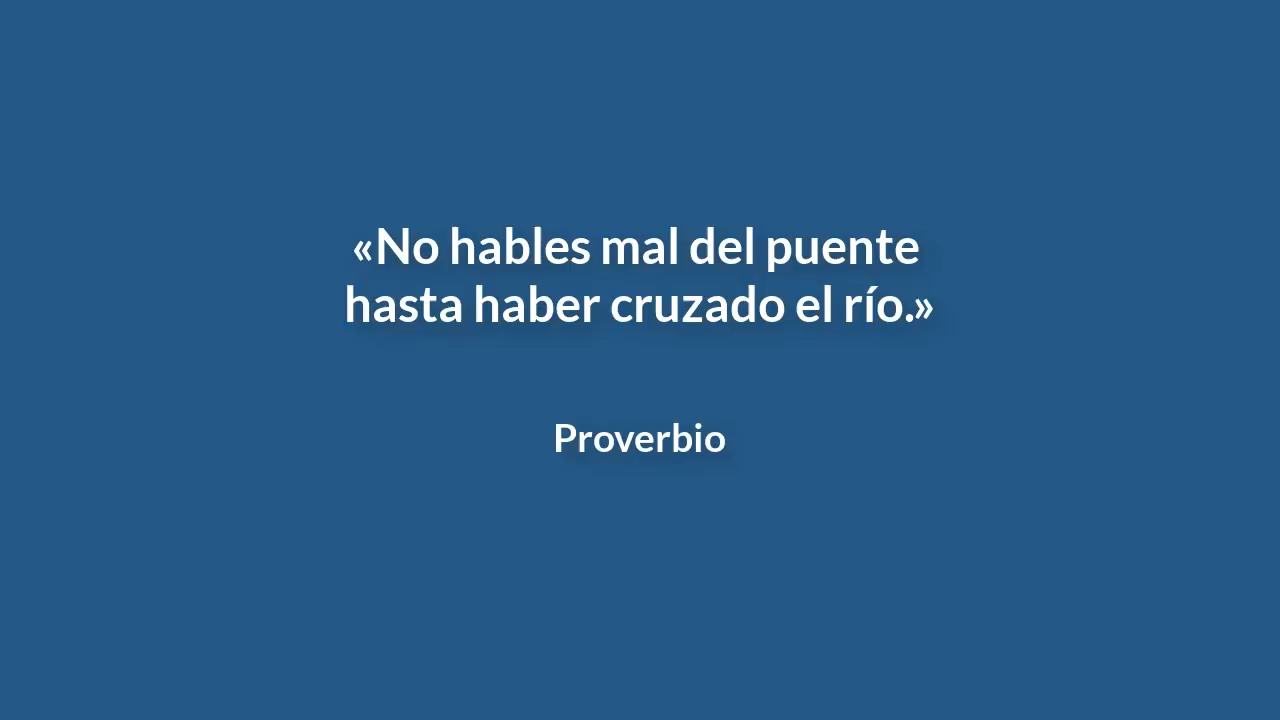 «No hables mal del puente
hasta haber cruzado el río.»
Proverbio